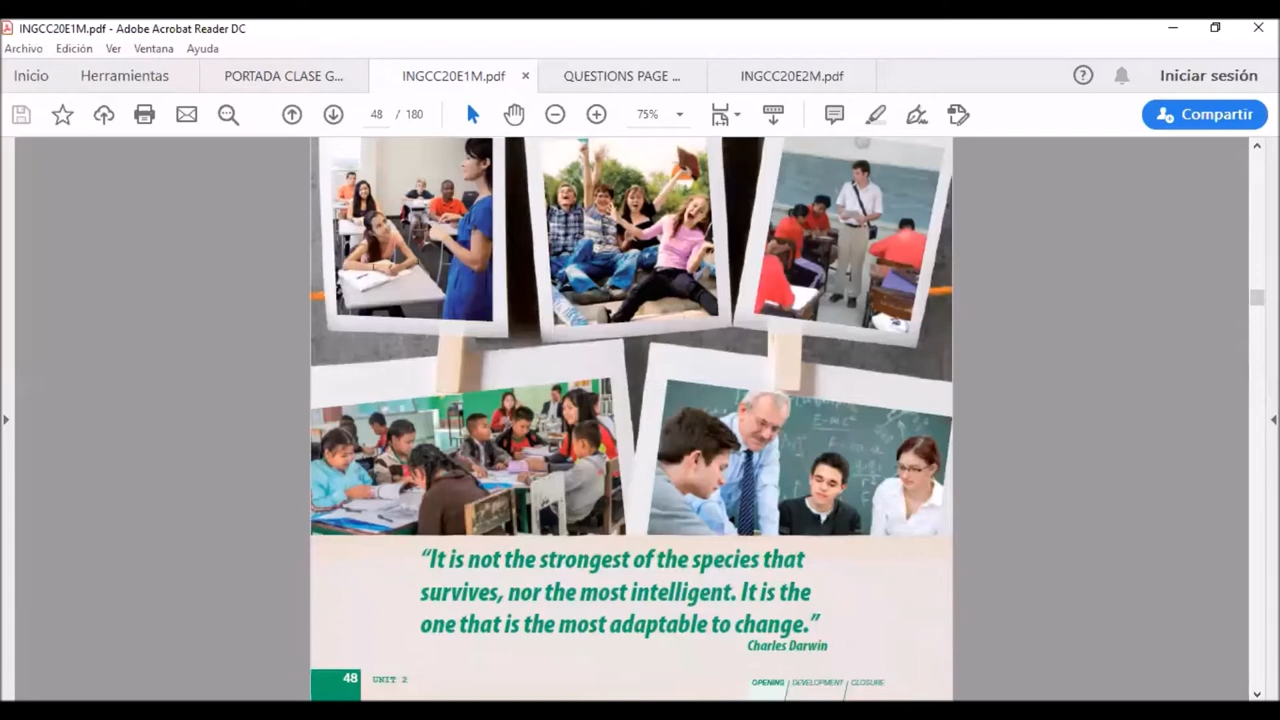 INGCC20E1M.pdf - Adobe Acrobat Reader DC
Archivo Edición Ver Ventana Ayuda
Inicio Herramientas PORTADA CLASE G... INGCC20E1M.pdf × QUESTIONS PAGE ... INGCC20E2M.pdf ? Iniciar sesión
48 / 180 75% Compartir
E=mc²
“It is not the strongest of the species that
survives, nor the most intelligent. It is the
one that is the most adaptable to change.”
Charles Darwin
48 UNIT 2 OPENING / DEVELOPMENT / CLOSURE